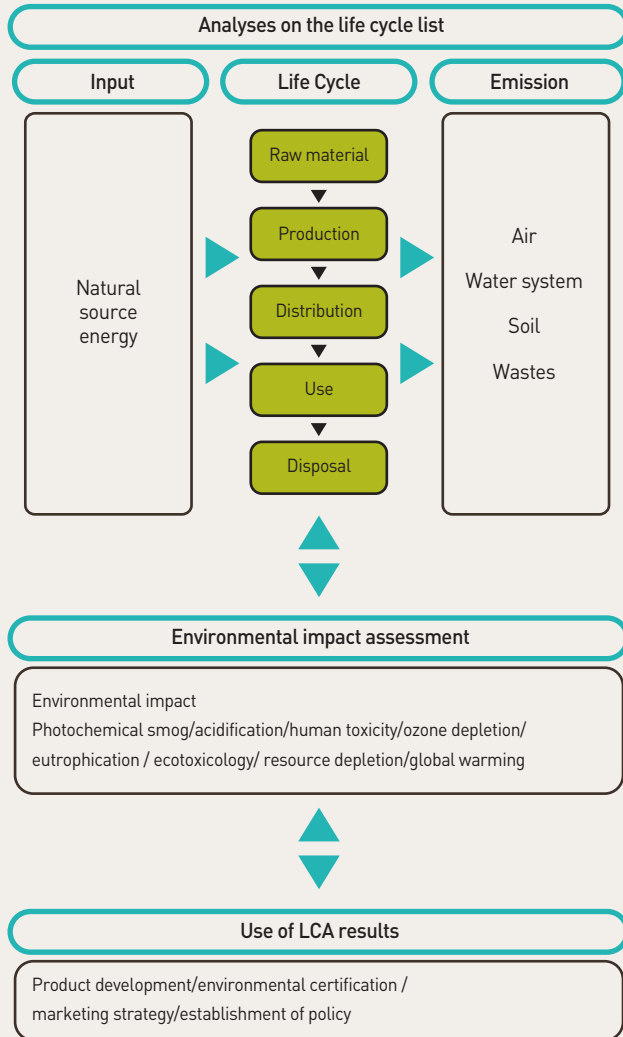 Analyses on the life cycle list
Input
Life Cycle
Emission
Natural
source
energy
Raw material
Production
Distribution
Use
Disposal
Air
Water system
Soil
Wastes
Environmental impact assessment
Environmental impact
Photochemical smog/acidification/human toxicity/ozone depletion/
eutrophication / ecotoxicology/ resource depletion/global warming
Use of LCA results
Product development/environmental certification /
marketing strategy/establishment of policy